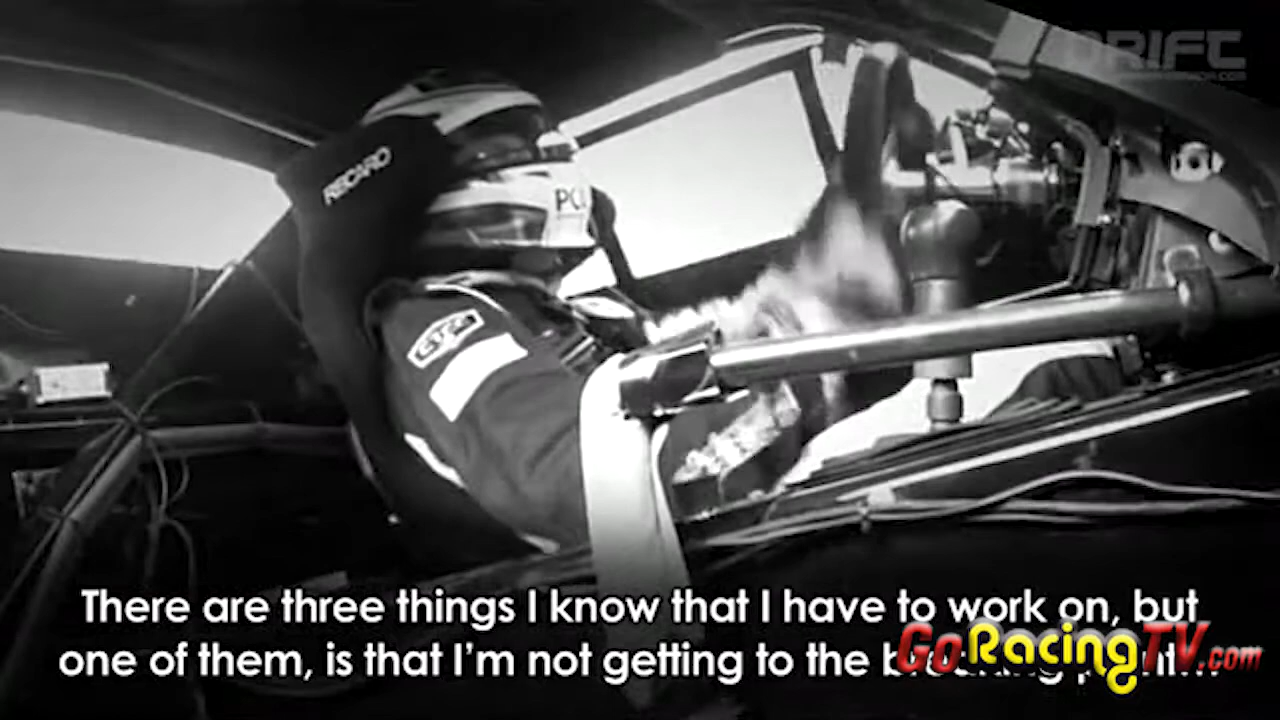 DRIFT
RECARO
There are three things I know that I have to work on, but
one of them, is that I'm not getting to the
GoRacingTV.com